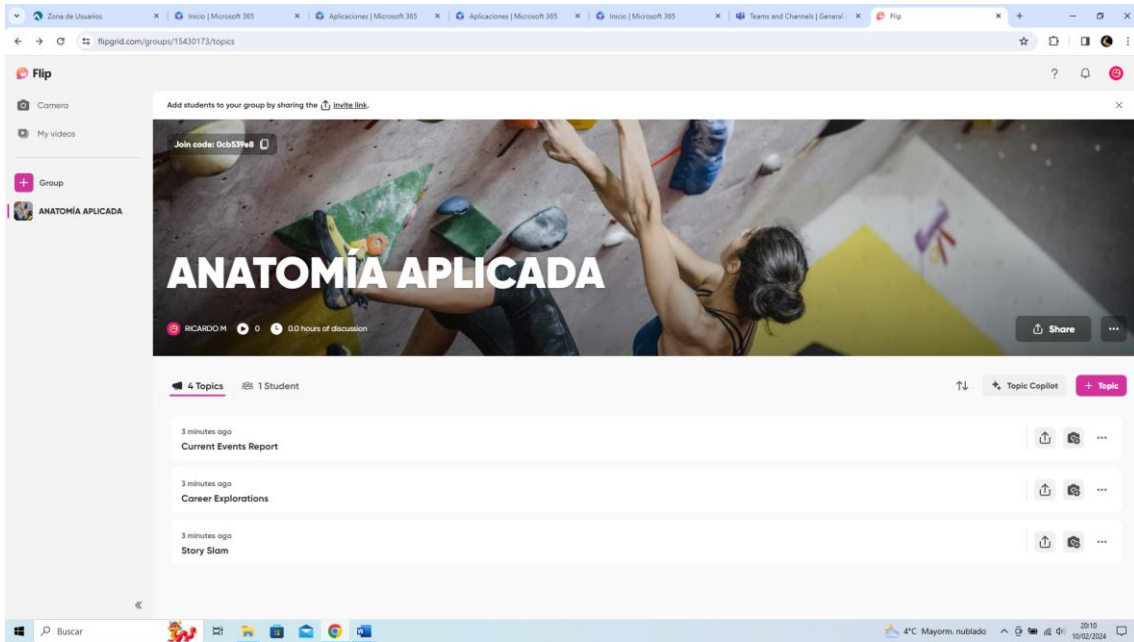 Zona de Usuarios
Inicio | Microsoft 365
Aplicaciones | Microsoft 365
Aplicaciones | Microsoft 365
Inicio | Microsoft 365
Teams and Channels | General |
Flip
flipgrid.com/groups/15430173/topics
Flip
Camera
My videos
Group
ANATOMÍA APLICADA
Add students to your group by sharing the invite link.
Join code: 0cb539e8
ANATOMÍA APLICADA
RICARDO M 0 0.0 hours of discussion
Share
4 Topics 1 Student
Topic Copilot
+ Topic
3 minutes ago
Current Events Report
3 minutes ago
Career Explorations
3 minutes ago
Story Slam
Buscar
4°C Mayorm. nublado
20:10
10/02/2024